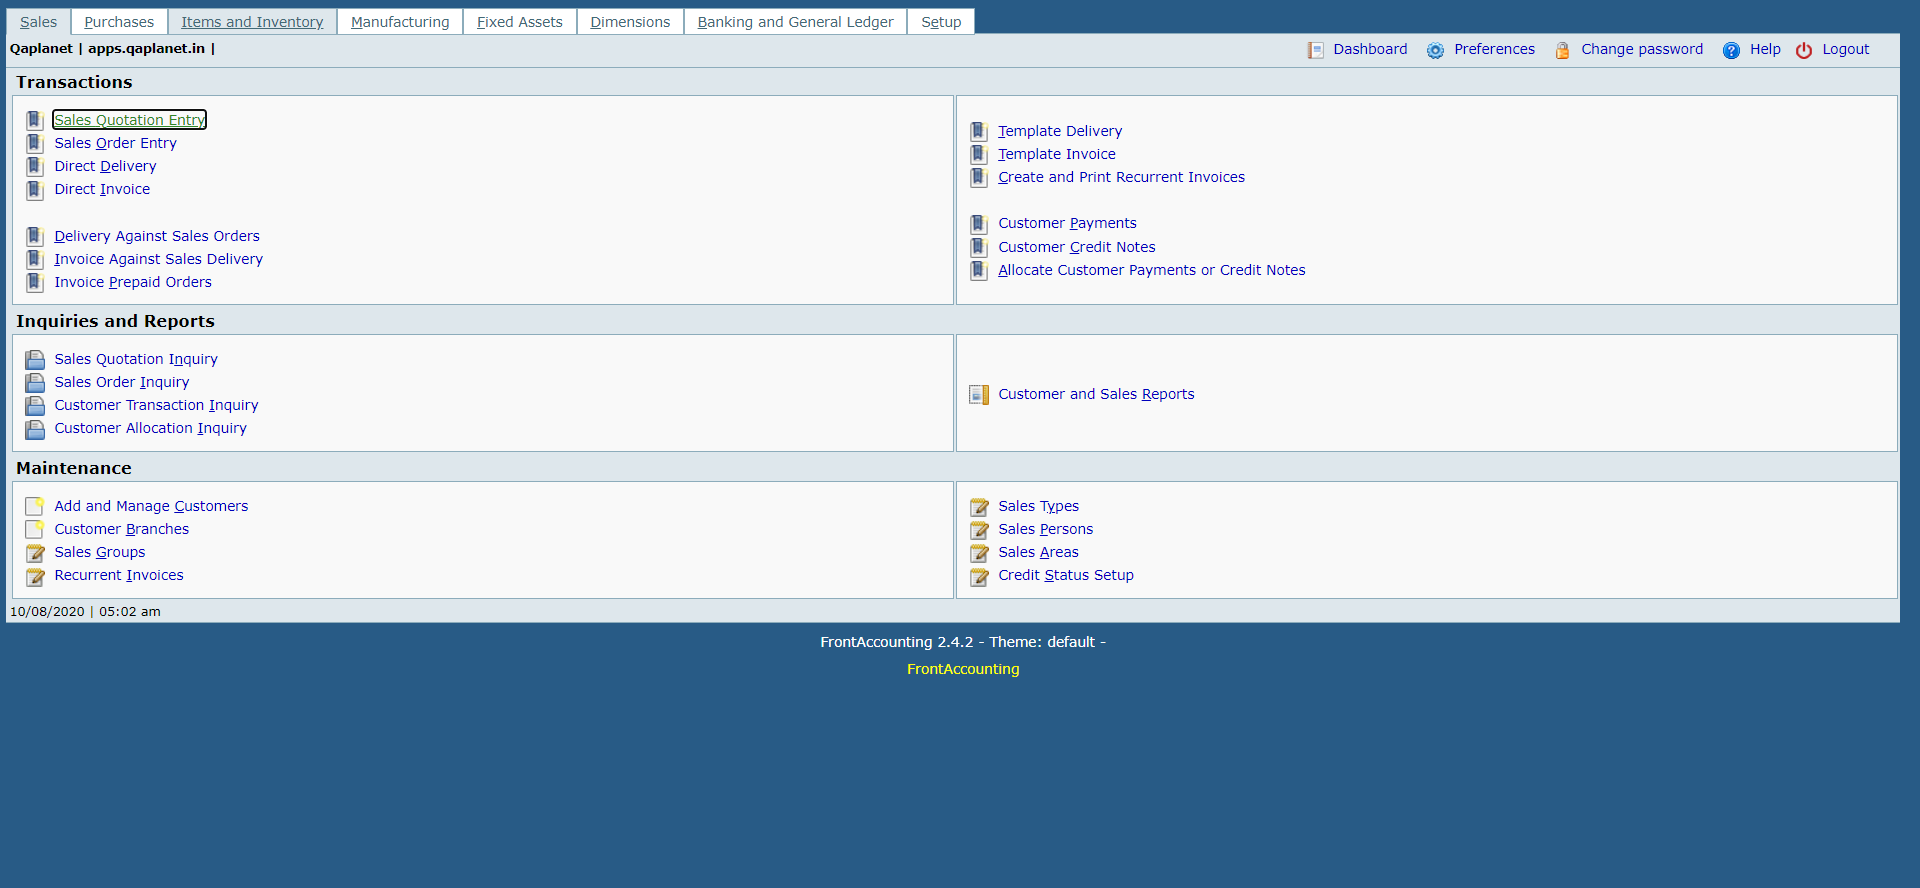 Sales Purchases Items and Inventory Manufacturing Fixed Assets Dimensions Banking and General Ledger Setup
Qaplanet | apps.qaplanet.in | Dashboard Preferences Change password Help Logout
Transactions
Sales Quotation Entry
Sales Order Entry
Direct Delivery
Direct Invoice
Delivery Against Sales Orders
Invoice Against Sales Delivery
Invoice Prepaid Orders
Template Delivery
Template Invoice
Create and Print Recurrent Invoices
Customer Payments
Customer Credit Notes
Allocate Customer Payments or Credit Notes
Inquiries and Reports
Sales Quotation Inquiry
Sales Order Inquiry
Customer Transaction Inquiry
Customer Allocation Inquiry
Customer and Sales Reports
Maintenance
Add and Manage Customers
Customer Branches
Sales Groups
Recurrent Invoices
Sales Types
Sales Persons
Sales Areas
Credit Status Setup
10/08/2020 | 05:02 am
FrontAccounting 2.4.2 - Theme: default -
FrontAccounting